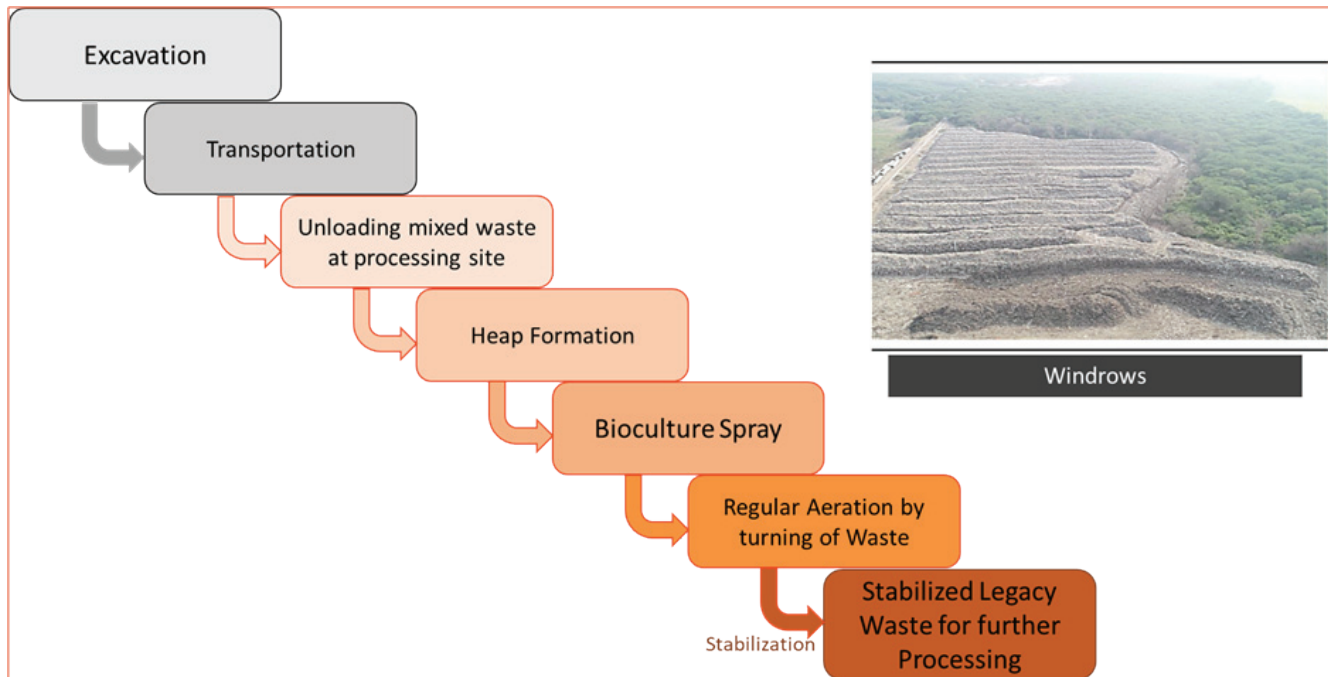 Excavation
Transportation
Unloading mixed waste
at processing site
Heap Formation
Bioculture Spray
Regular Aeration by
turning of Waste
Stabilization
Stabilized Legacy
Waste for further
Processing
Windrows